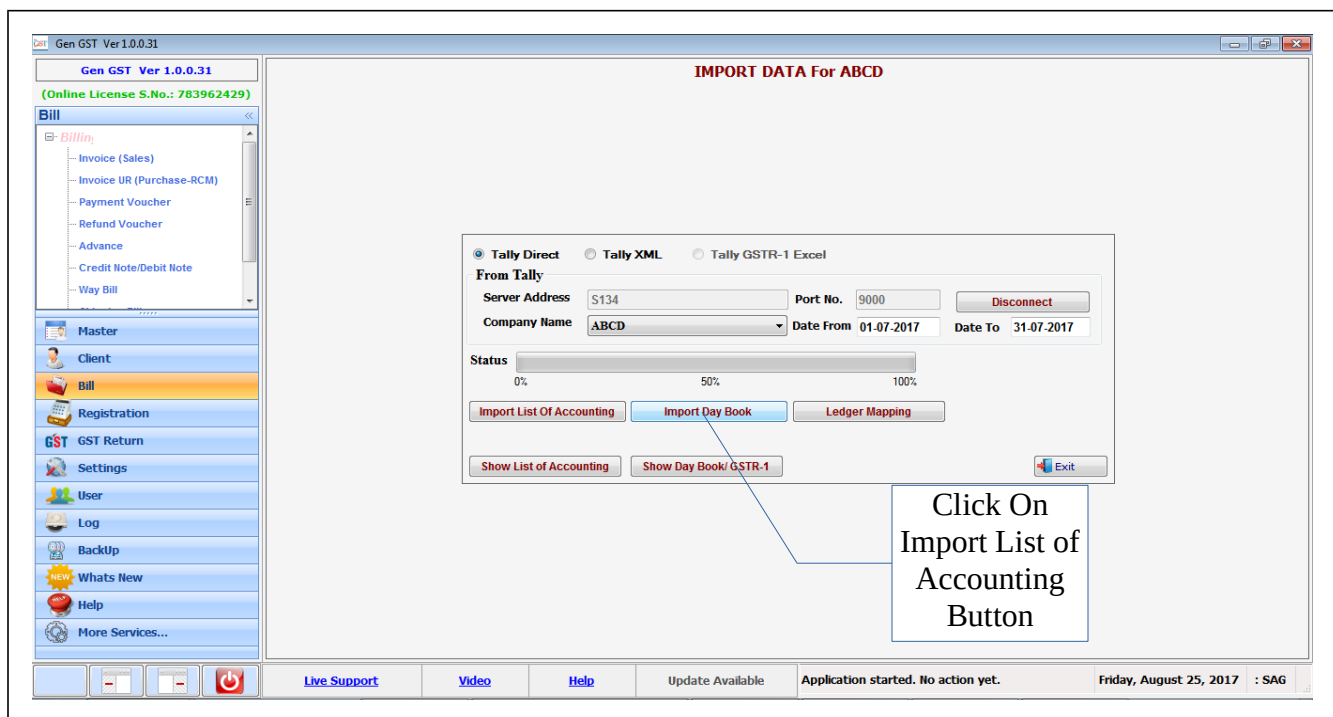 Gen GST Ver 1.0.0.31
Gen GST Ver 1.0.0.31
(Online License S.No.: 783962429)
Bill
Billing
Invoice (Sales)
Invoice UR (Purchase-RCM)
Payment Voucher
Refund Voucher
Advance
Credit Note/Debit Note
Way Bill
Master
Client
Bill
Registration
GST GST Return
Settings
User
Log
BackUp
NEW Whats New
Help
More Services...
IMPORT DATA For ABCD
Tally Direct Tally XML Tally GSTR-1 Excel
From Tally
Server Address S134 Port No. 9000 Disconnect
Company Name ABCD Date From 01-07-2017 Date To 31-07-2017
Status
0% 50% 100%
Import List Of Accounting Import Day Book Ledger Mapping
Show List of Accounting Show Day Book/ GSTR-1 Exit
Click On
Import List of
Accounting
Button
Live Support Video Help Update Available Application started. No action yet. Friday, August 25, 2017 : SAG